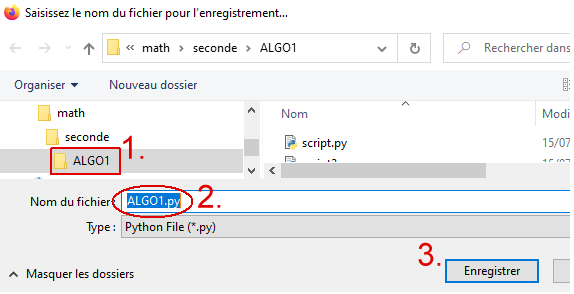 Saisissez le nom du fichier pour l'enregistrement...
« math > seconde > ALGO1
Rechercher dans
Organiser
Nouveau dossier
math
seconde
ALGO1
1.
Nom
Modi
script.py
15/07
15/07
Nom du fichier :
ALGO1.py
2.
Type :
Python File (*.py)
3.
Masquer les dossiers
Enregistrer